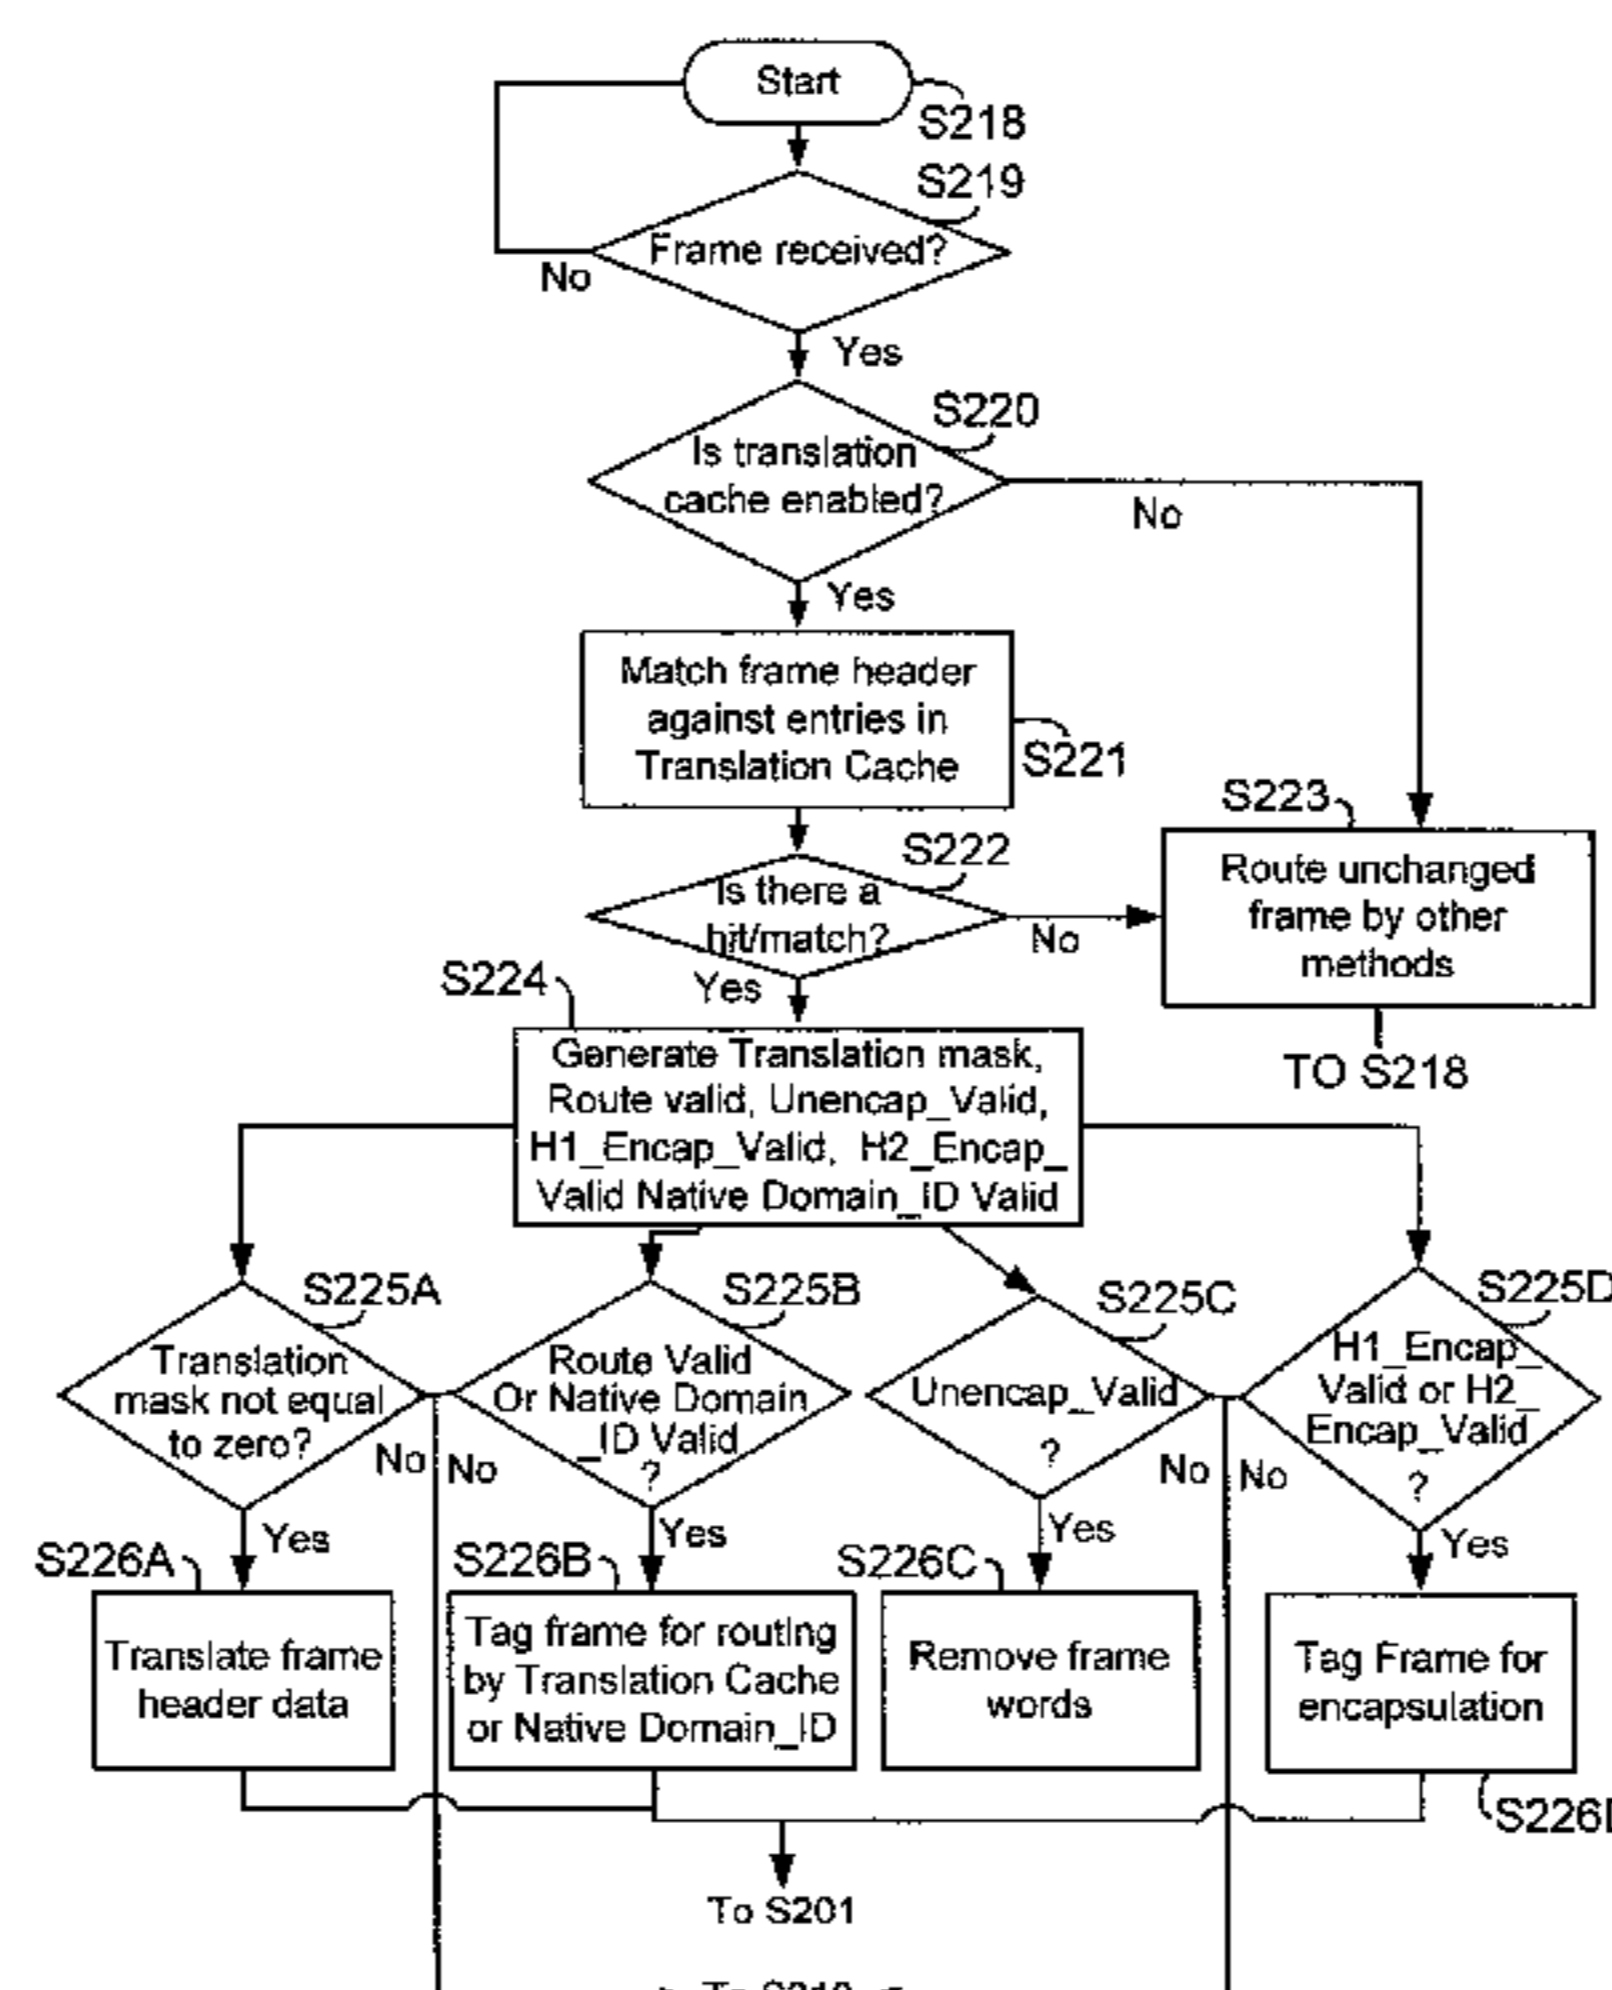 Start
S218
S219
Frame received?
No
Yes
S220
Is translation
cache enabled?
No
Yes
Match frame header
against entries in
Translation Cache
S221
S222
Is there a
hit/match?
No
Yes
S223
Route unchanged
frame by other
methods
TO S218
S224
Generate Translation mask,
Route valid, Unencap_Valid,
H1_Encap_Valid, H2_Encap_
Valid Native Domain_ID Valid
S225A
Translation
mask not equal
to zero?
No
Yes
S225B
Route Valid
Or Native Domain
_ID Valid
?
No
Yes
S225C
Unencap_Valid
?
No
Yes
S225D
H1_Encap_
Valid or H2_
Encap_Valid
?
No
Yes
S226A
Translate frame
header data
S226B
Tag frame for routing
by Translation Cache
or Native Domain_ID
S226C
Remove frame
words
Tag Frame for
encapsulation
To S201